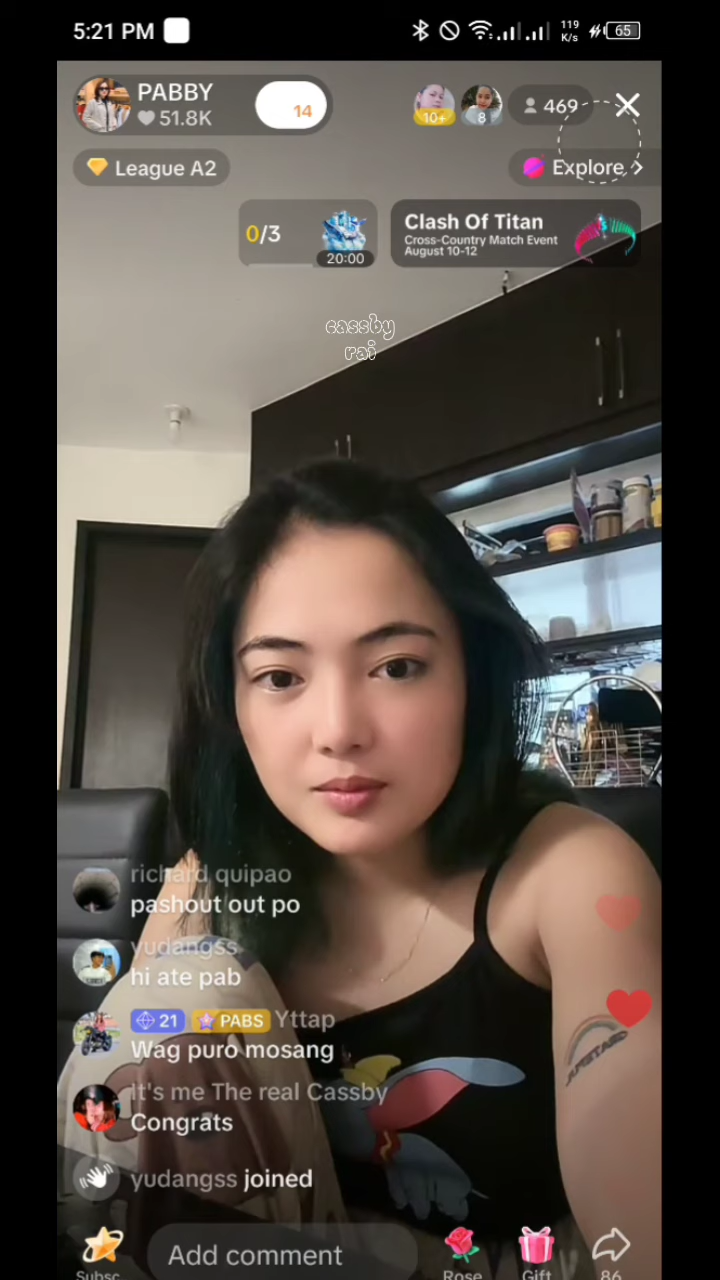 5:21 PM
119
K/s
65
PABBY
51.8K
14
10+
8
469
League A2
Explore
0/3
20:00
Clash Of Titan
Cross-Country Match Event
August 10-12
cassby
rai
richard quipao
pashout out po
yudangss
hi ate pab
21 PABS Yttap
Wag puro mosang
It's me The real Cassby
Congrats
yudangss joined
Add comment
Subsc
Rose
Gift
86